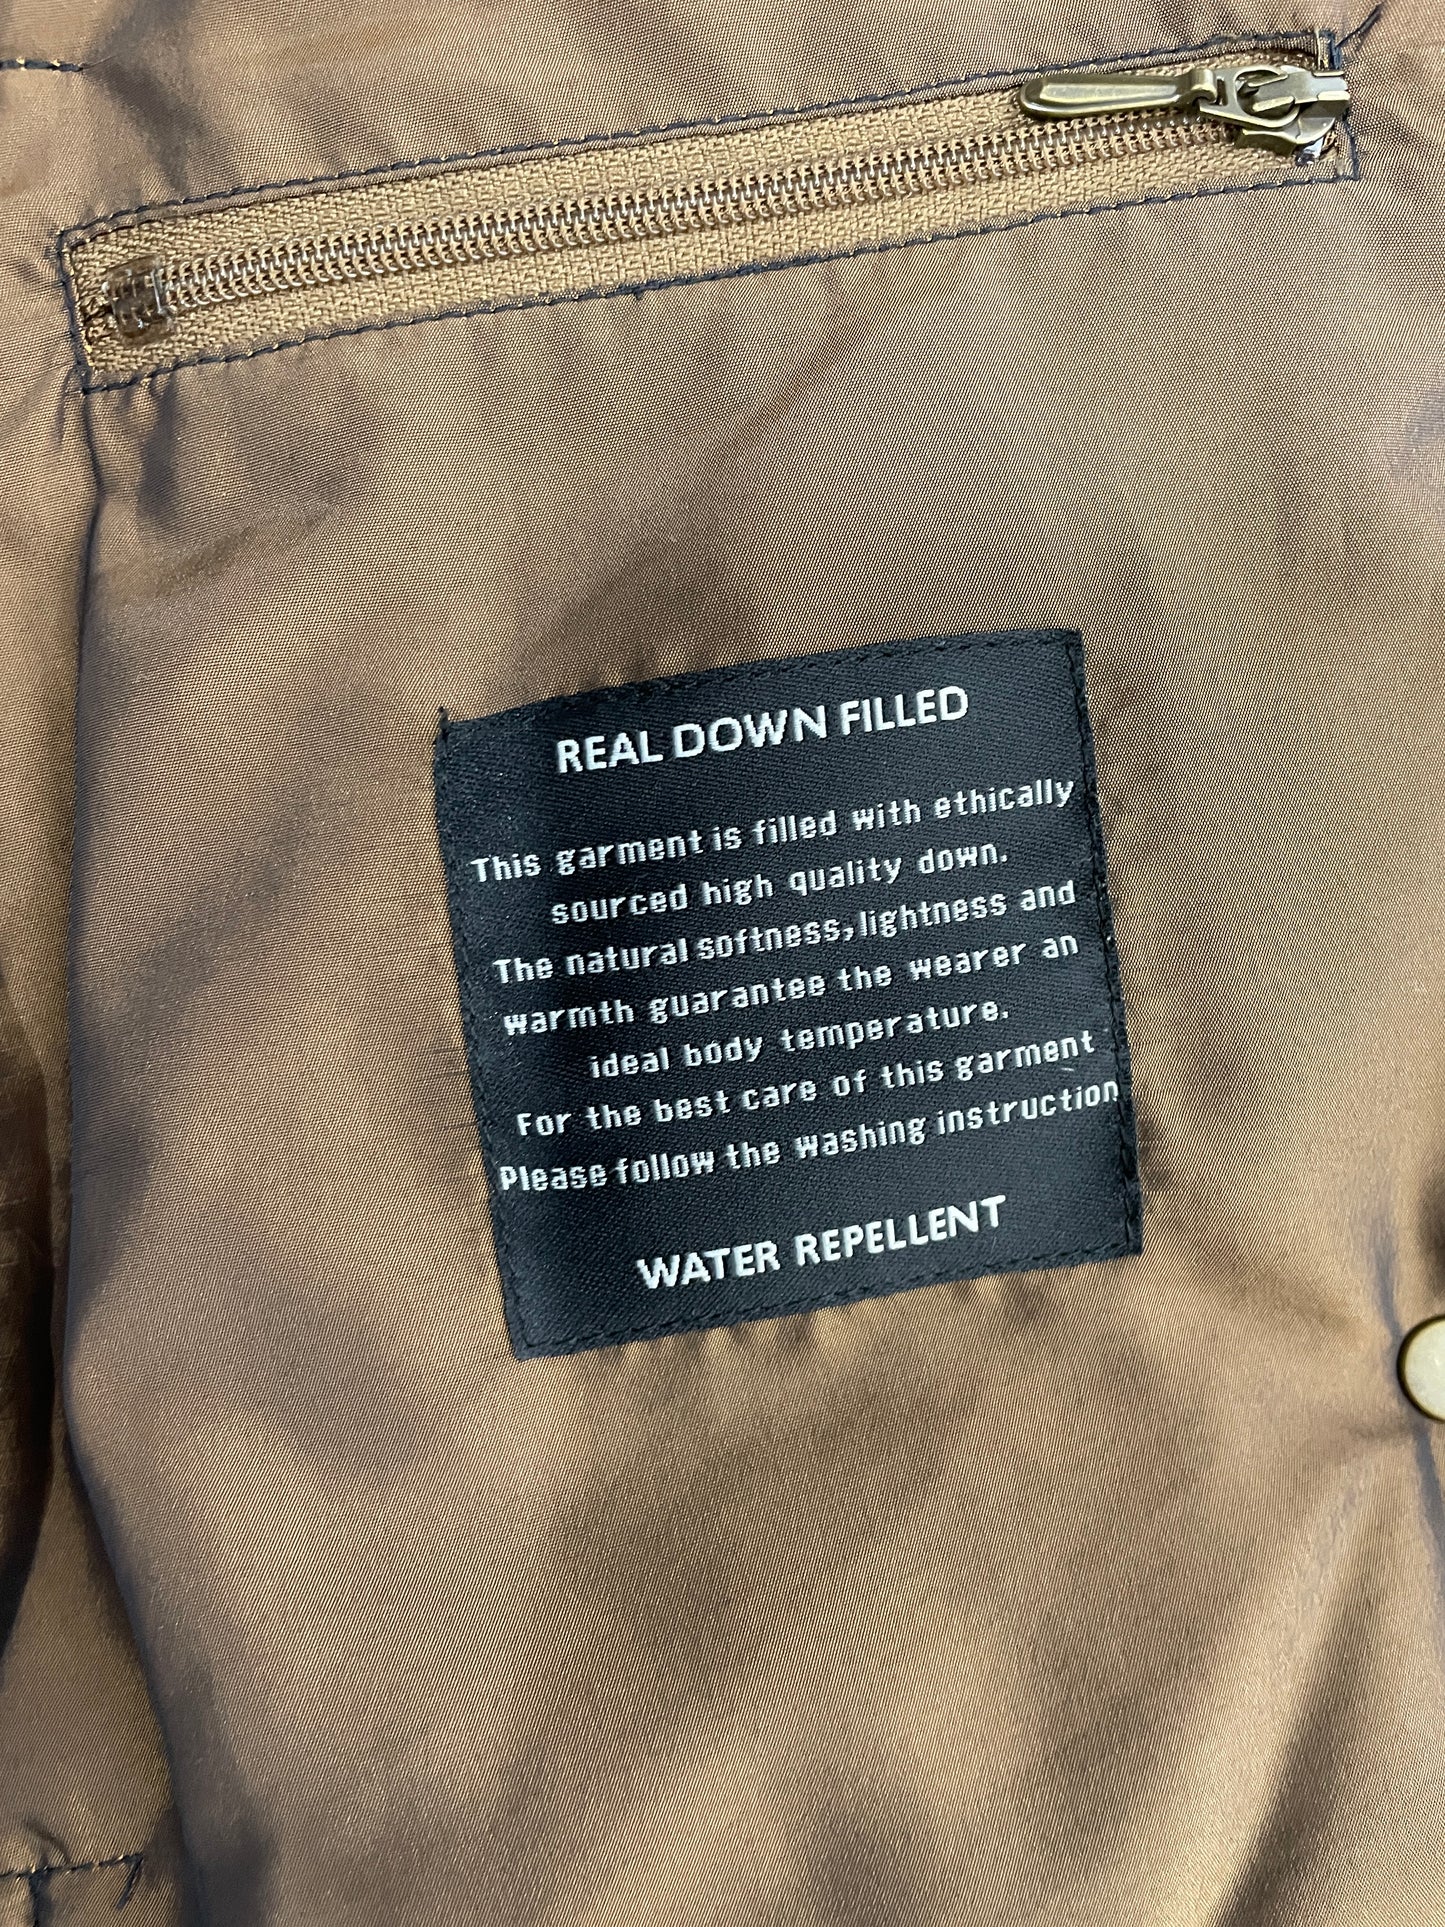 REAL DOWN FILLED
This garment is filled with ethically
sourced high quality down.
The natural softness, lightness and
warmth guarantee the wearer an
ideal body temperature.
For the best care of this garment
Please follow the washing instruction
WATER REPELLENT